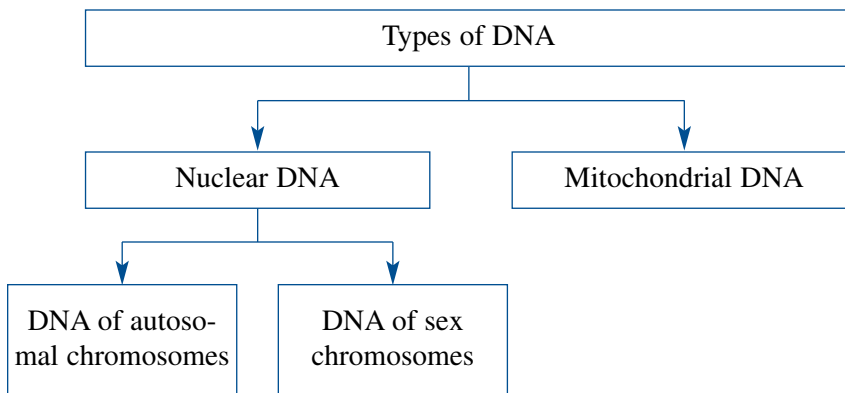 Types of DNA
Nuclear DNA
Mitochondrial DNA
DNA of autoso-
mal chromosomes
DNA of sex
chromosomes